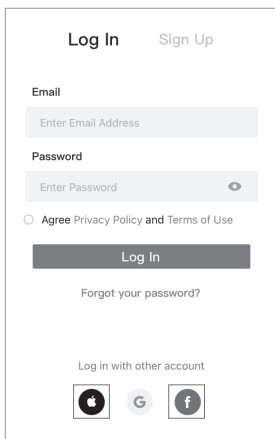 Log In Sign Up
Email
Enter Email Address
Password
Enter Password
Agree Privacy Policy and Terms of Use
Log In
Forgot your password?
Log in with other account
G f